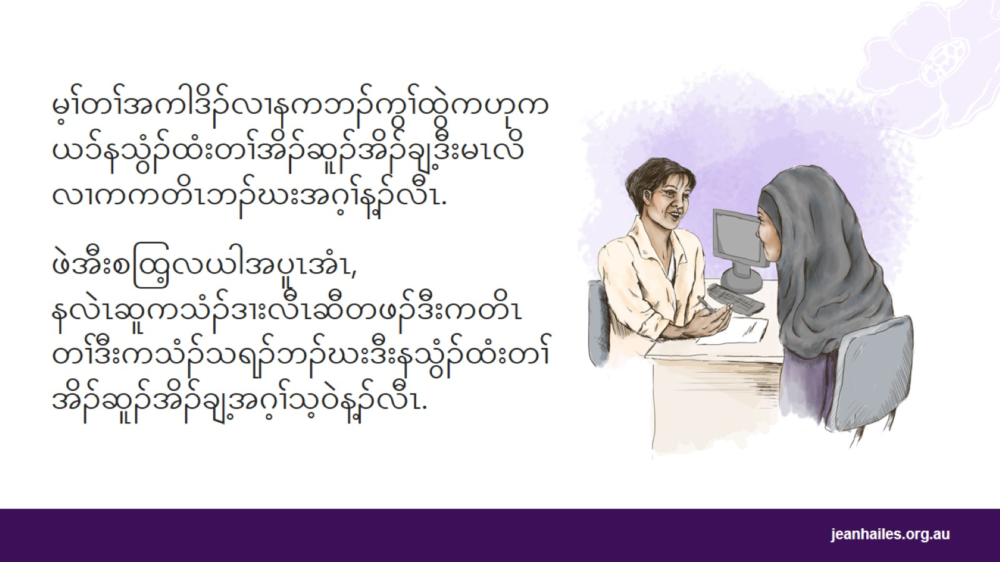 မ့ၢ်တၢ်အကါဒိၣ်လၢနကဘၣ်ကွၢ်ထွဲကဟုက
ယာ်နသွံၣ်ထံးတၢ်အိၣ်ဆူၣ်အိၣ်ချ့ဒီးမၤလိ
လၢကကတိၤဘၣ်ဃးအဂ့ၢ်န့ၣ်လီၤ.
ဖဲအီးစထြ့လယါအပူၤအံၤ,
နလဲၤဆူကသံၣ်ဒၢးလီၤဆီတဖၣ်ဒီးကတိၤ
တၢ်ဒီးကသံၣ်သရၣ်ဘၣ်ဃးဒီးနသွံၣ်ထံးတၢ်
အိၣ်ဆူၣ်အိၣ်ချ့အဂ့ၢ်သ့ဝဲန့ၣ်လီၤ.
jeanhailes.org.au